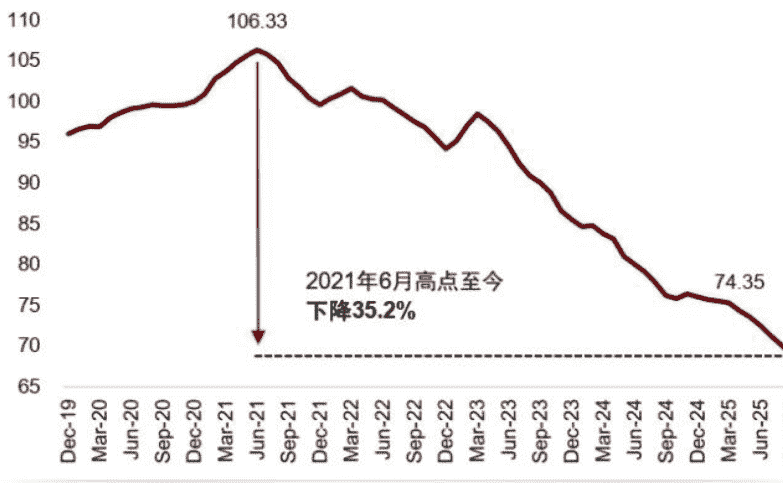 110
106.33
105
100
95
90
85
80
2021年6月高点至今
74.35
75
下降35.2%
70
65
Dec-19
Mar-20
Jun-20
Sep-20
Dec-20
Mar-21
Jun-21
Sep-21
Dec-21
Mar-22
Jun-22
Sep-22
Dec-22
Mar-23
Jun-23
Sep-23
Dec-23
Mar-24
Jun-24
Sep-24
Dec-24
Mar-25
Jun-25